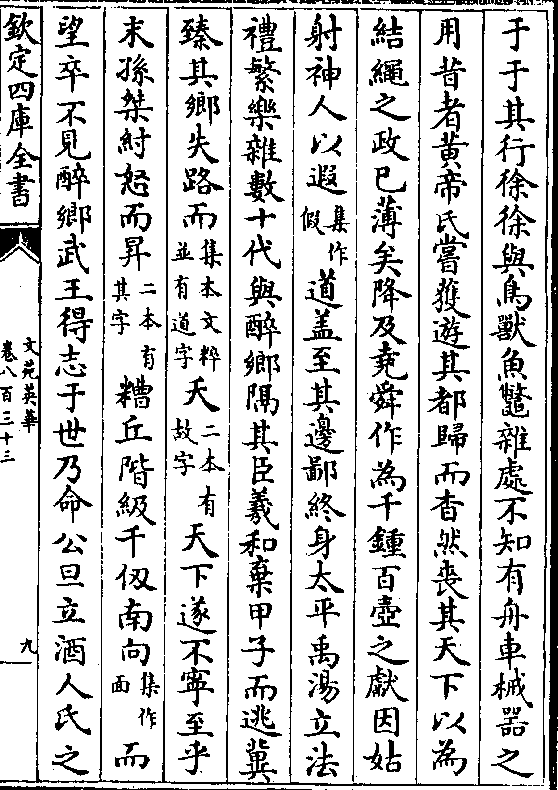 于于其行徐徐與鳥獸魚鼈雜處不知有舟車械器之
用昔者黄帝氏嘗獲遊其都歸而杳然喪其天下以為
結繩之政已薄矣降及堯舜作為千鍾百壺之獻因姑
射神人以遐集作假道盖至其邊鄙終身太平禹湯立法
禮繁樂雜數十代與醉鄉隔其臣羲和棄甲子而逃冀
臻其鄉失路而集本文粹並有道字夭二本有故字天下遂不寜至乎
末孫桀紂怒而昇二本有其字糟丘階級千仭南向集作面而
望卒不見醉鄉武王得志于世乃命公旦立酒人氏之
欽定四庫全書
文苑英華
卷八百三十三
九